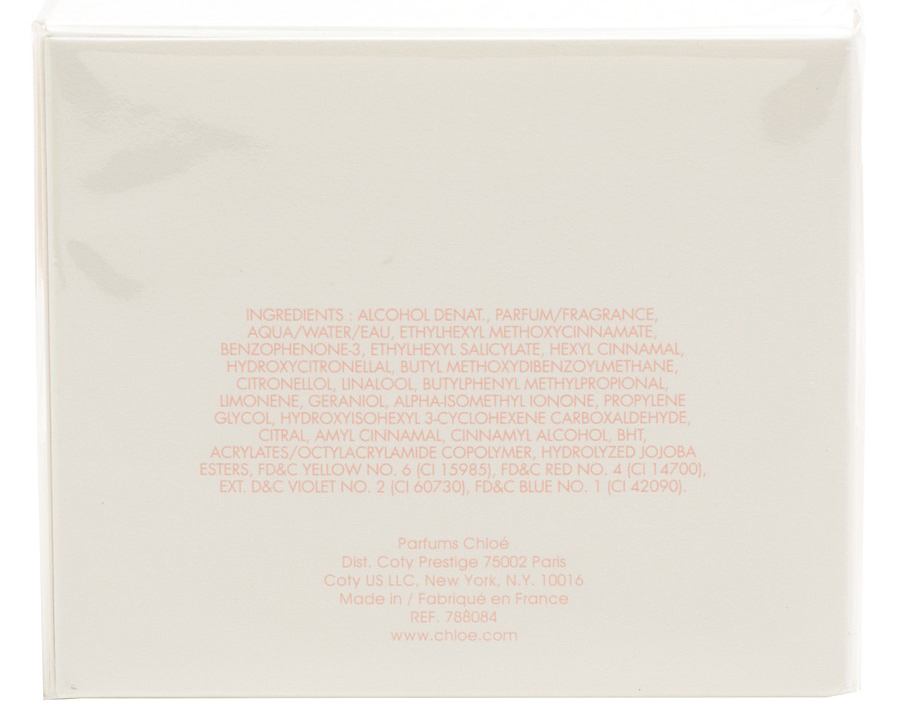 INGREDIENTS : ALCOHOL DENAT., PARFUM/FRAGRANCE,
AQUA/WATER/EAU, ETHYLHEXYL METHOXYCINNAMATE,
BENZOPHENONE-3, ETHYLHEXYL SALICYLATE, HEXYL CINNAMAL,
HYDROXYCITRONELLAL, BUTYL METHOXYDIBENZOYLMETHANE,
CITRONELLOL, LINALOOL, BUTYLPHENYL METHYLPROPIONAL,
LIMONENE, GERANIOL, ALPHA-ISOMETHYL IONONE, PROPYLENE
GLYCOL, HYDROXYISOHEXYL 3-CYCLOHEXENE CARBOXALDEHYDE,
CITRAL, AMYL CINNAMAL, CINNAMYL ALCOHOL, BHT,
ACRYLATES/OCTYLACRYLAMIDE COPOLYMER, HYDROLYZED JOJOBA
ESTERS, FD&C YELLOW NO. 6 (CI 15985), FD&C RED NO. 4 (CI 14700),
EXT. D&C VIOLET NO. 2 (CI 60730), FD&C BLUE NO. 1 (CI 42090).
Parfums Chloé
Dist. Coty Prestige 75002 Paris
Coty US LLC, New York, N.Y. 10016
Made in / Fabriqué en France
REF. 788084
www.chloe.com